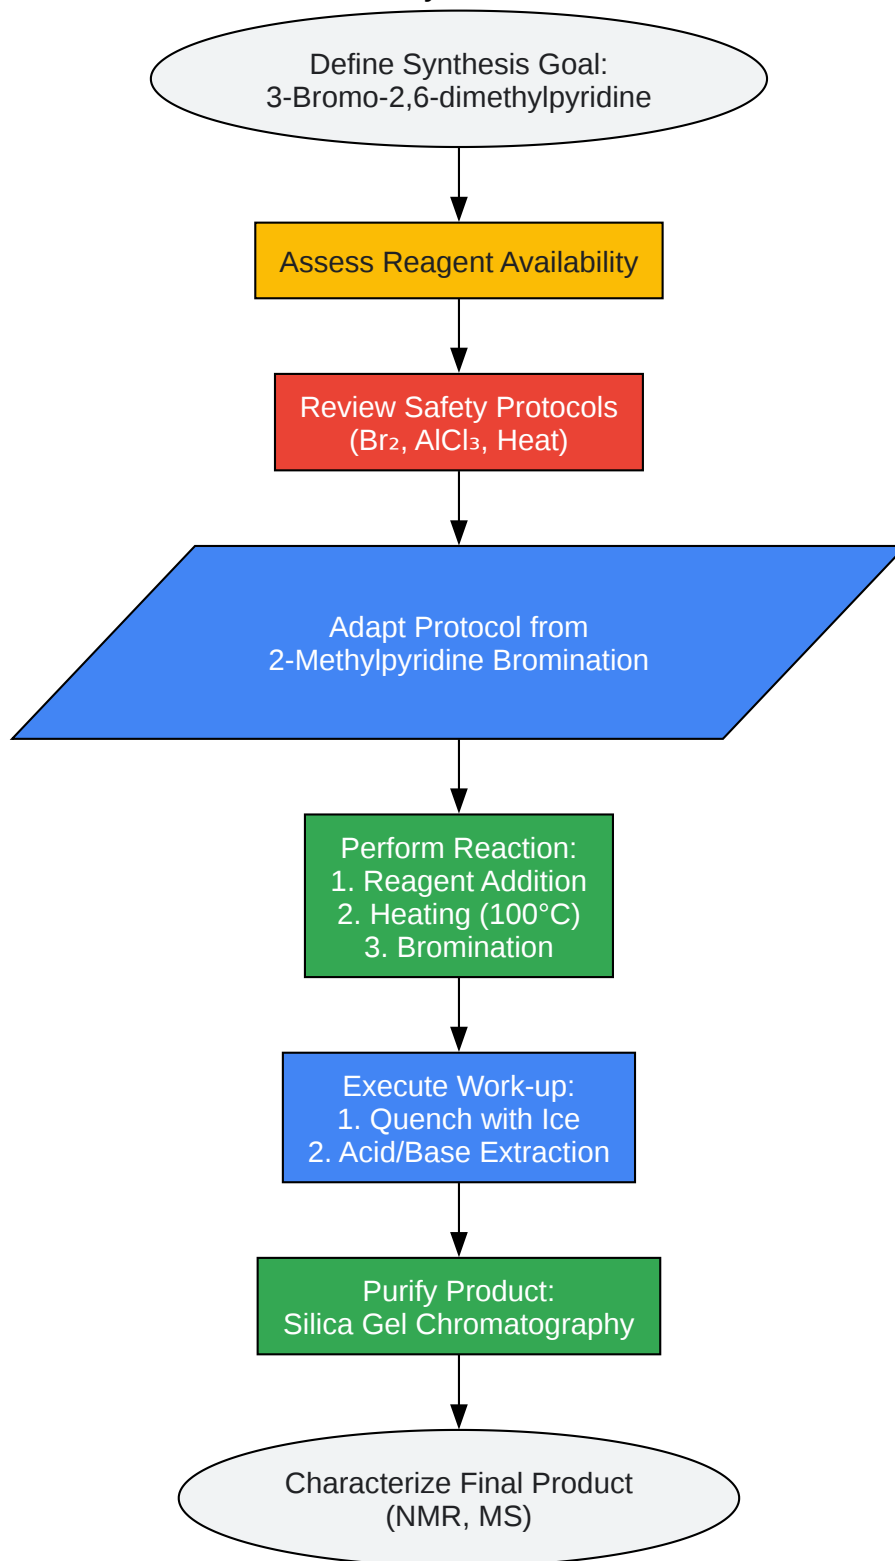 Define Synthesis Goal:
3-Bromo-2,6-dimethylpyridine
Assess Reagent Availability
Review Safety Protocols
(Br₂, AlCl₃, Heat)
Adapt Protocol from
2-Methylpyridine Bromination
Perform Reaction:
1. Reagent Addition
2. Heating (100°C)
3. Bromination
Execute Work-up:
1. Quench with Ice
2. Acid/Base Extraction
Purify Product:
Silica Gel Chromatography
Characterize Final Product
(NMR, MS)